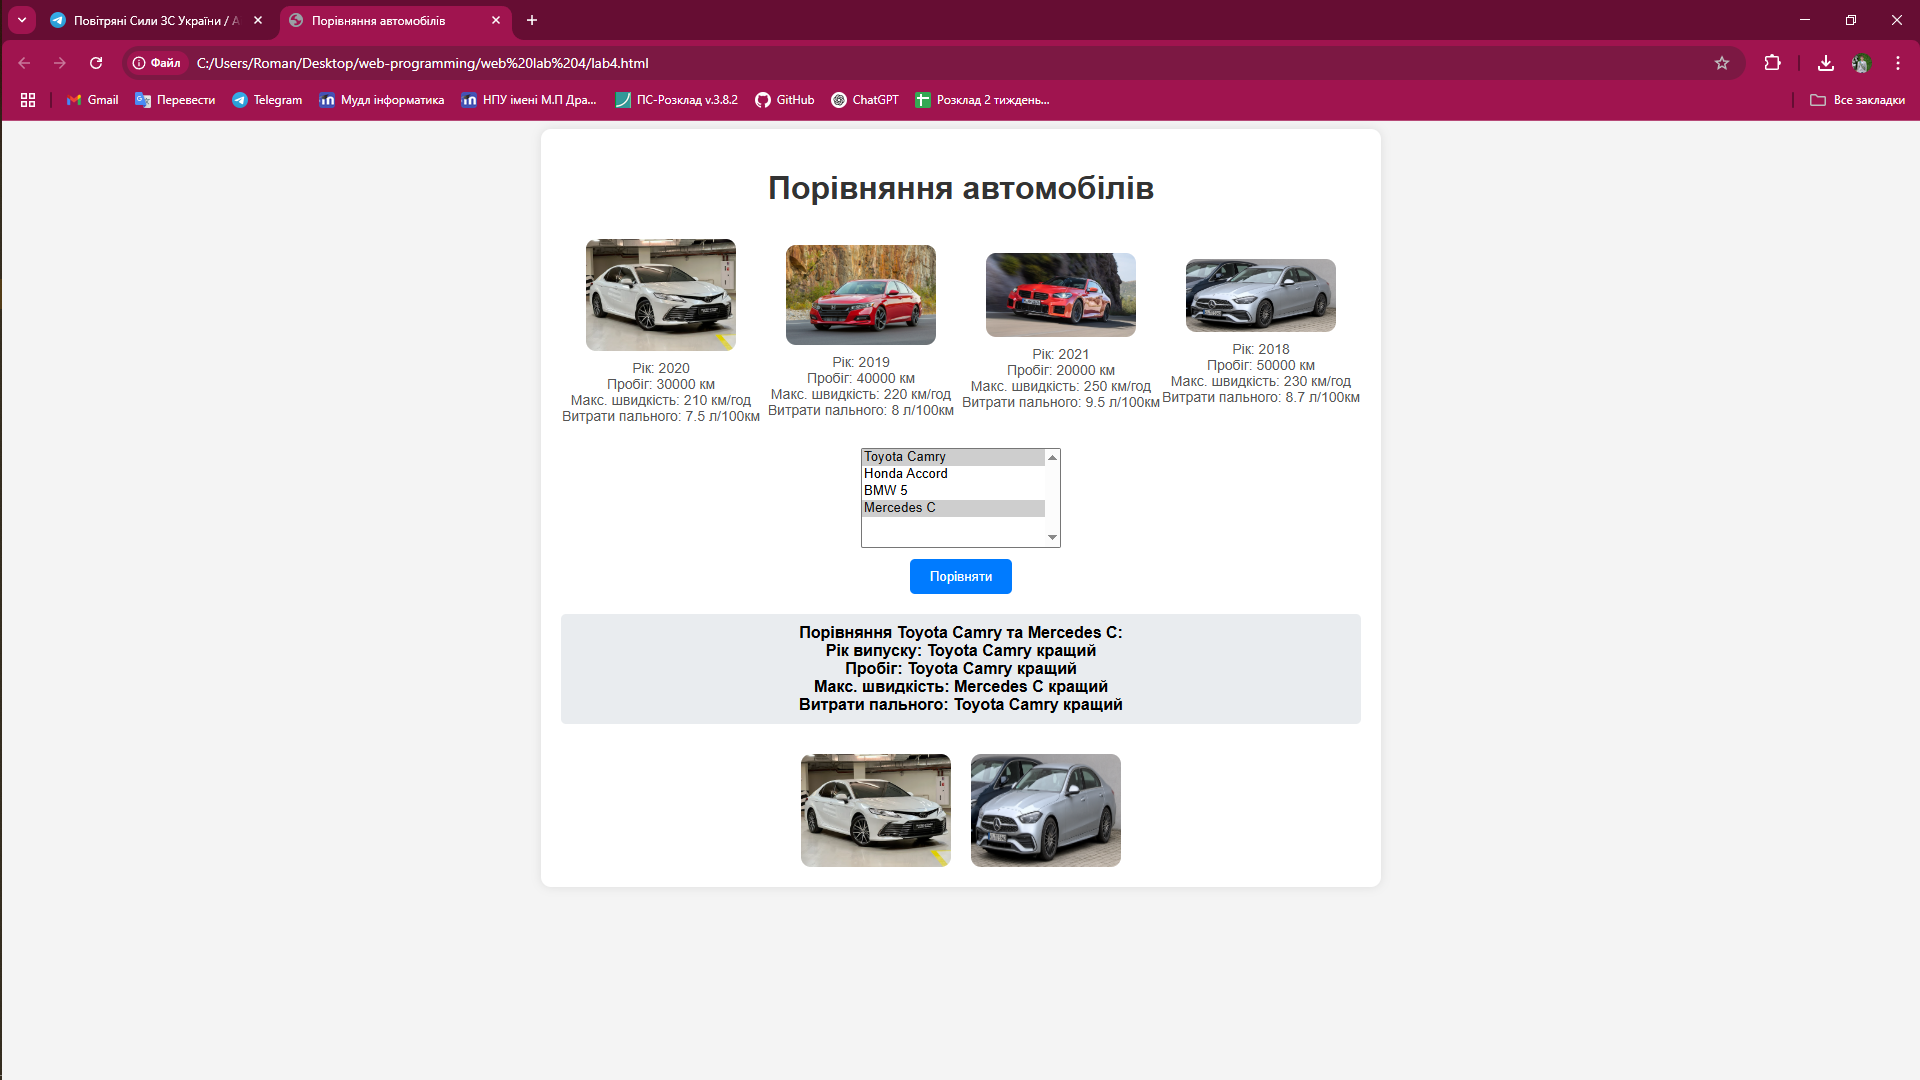 Повітряні Сили ЗС України / А
Порівняння автомобілів
Файл
C:/Users/Roman/Desktop/web-programming/web%20lab%204/lab4.html
Gmail
Перевести
Telegram
Мудл інформатика
НПУ імені М.П Дра...
ПС-Розклад v.3.8.2
GitHub
ChatGPT
Розклад 2 тиждень...
Все закладки
Порівняння автомобілів
Рік: 2020
Пробіг: 30000 км
Макс. швидкість: 210 км/год
Витрати пального: 7.5 л/100км
Рік: 2019
Пробіг: 40000 км
Макс. швидкість: 220 км/год
Витрати пального: 8 л/100км
Рік: 2021
Пробіг: 20000 км
Макс. швидкість: 250 км/год
Витрати пального: 9.5 л/100км
Рік: 2018
Пробіг: 50000 км
Макс. швидкість: 230 км/год
Витрати пального: 8.7 л/100км
Toyota Camry
Honda Accord
BMW 5
Mercedes C
Порівняти
Порівняння Toyota Camry та Mercedes C:
Рік випуску: Toyota Camry кращий
Пробіг: Toyota Camry кращий
Макс. швидкість: Mercedes C кращий
Витрати пального: Toyota Camry кращий